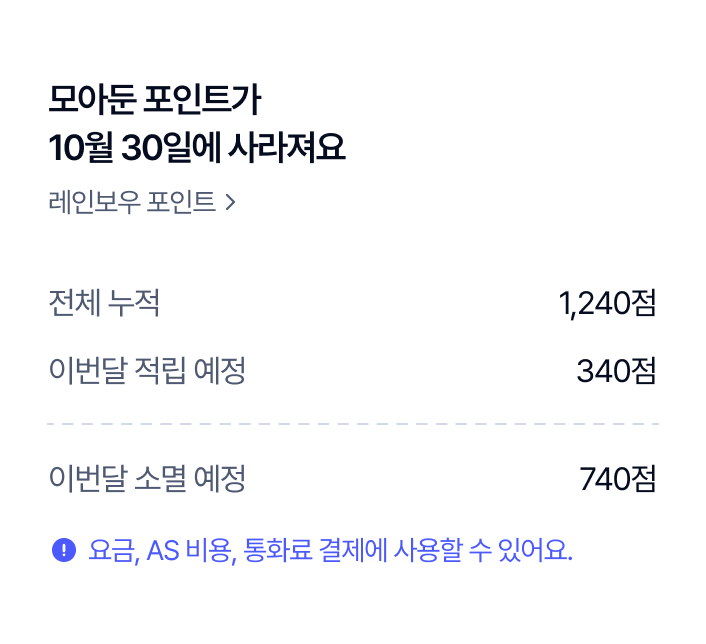 모아둔 포인트가
10월 30일에 사라져요
레인보우 포인트 >
전체 누적 1,240점
이번달 적립 예정 340점
이번달 소멸 예정 740점
요금, AS 비용, 통화료 결제에 사용할 수 있어요.